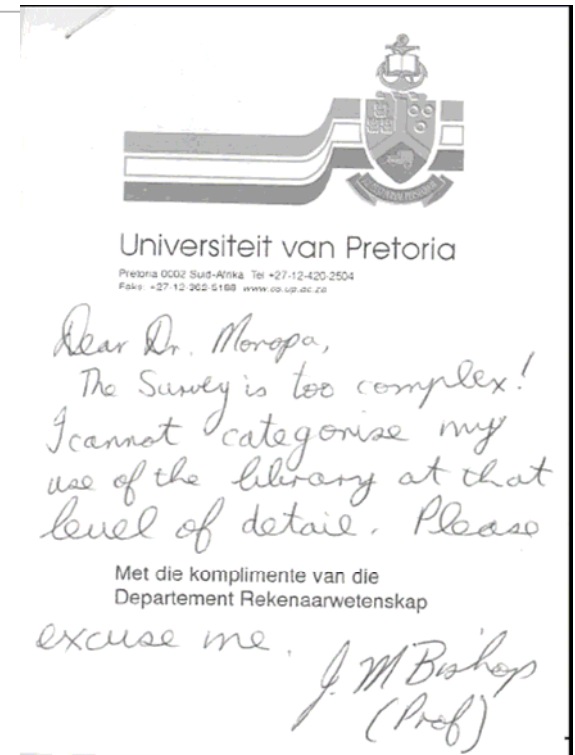 Universiteit van Pretoria
Pretoria 0002 Suid-Afrika Tel +27-12-420-2504
Faks +27-12-362-5188 www.cs.up.ac.za
Dear Dr. Moropa,
The Survey is too complex!
I cannot categorise my
use of the library at that
level of detail. Please
Met die komplimente van die
Departement Rekenaarwetenskap
excuse me.
J. M Bishop
(Prof)